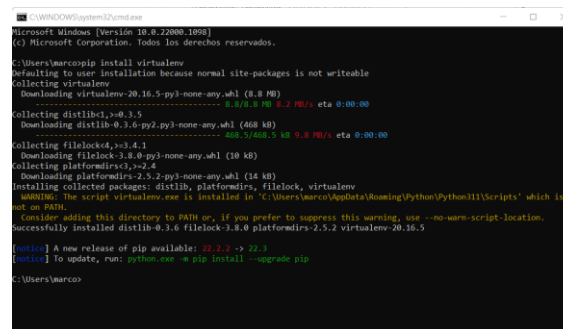 C:\WINDOWS\system32\cmd.exe
Microsoft Windows [Versión 10.0.22000.1098]
(c) Microsoft Corporation. Todos los derechos reservados.
C:\Users\marco>pip install virtualenv
Defaulting to user installation because normal site-packages is not writeable
Collecting virtualenv
Downloading virtualenv-20.16.5-py3-none-any.whl (8.8 MB)
---------------------------------------- 8.8/8.8 MB 8.2 MB/s eta 0:00:00
Collecting distlib<1,>=0.3.5
Downloading distlib-0.3.6-py2.py3-none-any.whl (468 kB)
---------------------------------------- 468.5/468.5 kB 9.8 MB/s eta 0:00:00
Collecting filelock<4,>=3.4.1
Downloading filelock-3.8.0-py3-none-any.whl (10 kB)
Collecting platformdirs<3,>=2.4
Downloading platformdirs-2.5.2-py3-none-any.whl (14 kB)
Installing collected packages: distlib, platformdirs, filelock, virtualenv
WARNING: The script virtualenv.exe is installed in 'C:\Users\marco\AppData\Roaming\Python\Python311\Scripts' which is
not on PATH.
Consider adding this directory to PATH or, if you prefer to suppress this warning, use --no-warn-script-location.
Successfully installed distlib-0.3.6 filelock-3.8.0 platformdirs-2.5.2 virtualenv-20.16.5
[notice] A new release of pip available: 22.2.2 -> 22.3
[notice] To update, run: python.exe -m pip install --upgrade pip
C:\Users\marco>